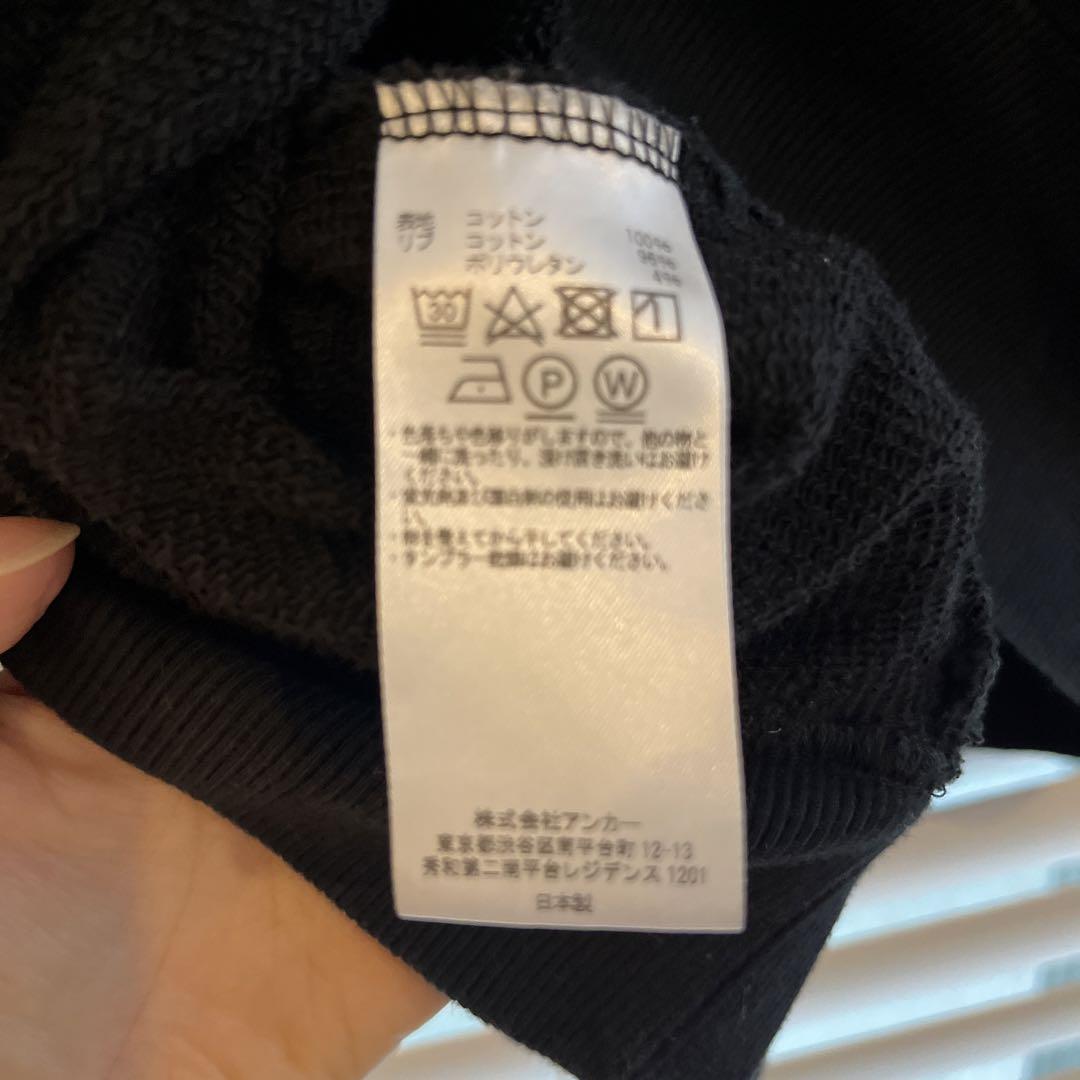 表地 コットン 100%
リブ コットン 96%
ポリウレタン 4%
30
P W
・色落ちや色移りがしますので、他の物と
一緒に洗ったり、漬け置き洗いはお避け
ください。
・蛍光剤及び漂白剤の使用はお避けくださ
い。
・形を整えてから干してください。
・タンブラー乾燥はお避けください。
株式会社アンカー
東京都渋谷区南平台町 12-13
秀和第二南平台レジデンス 1201
日本製